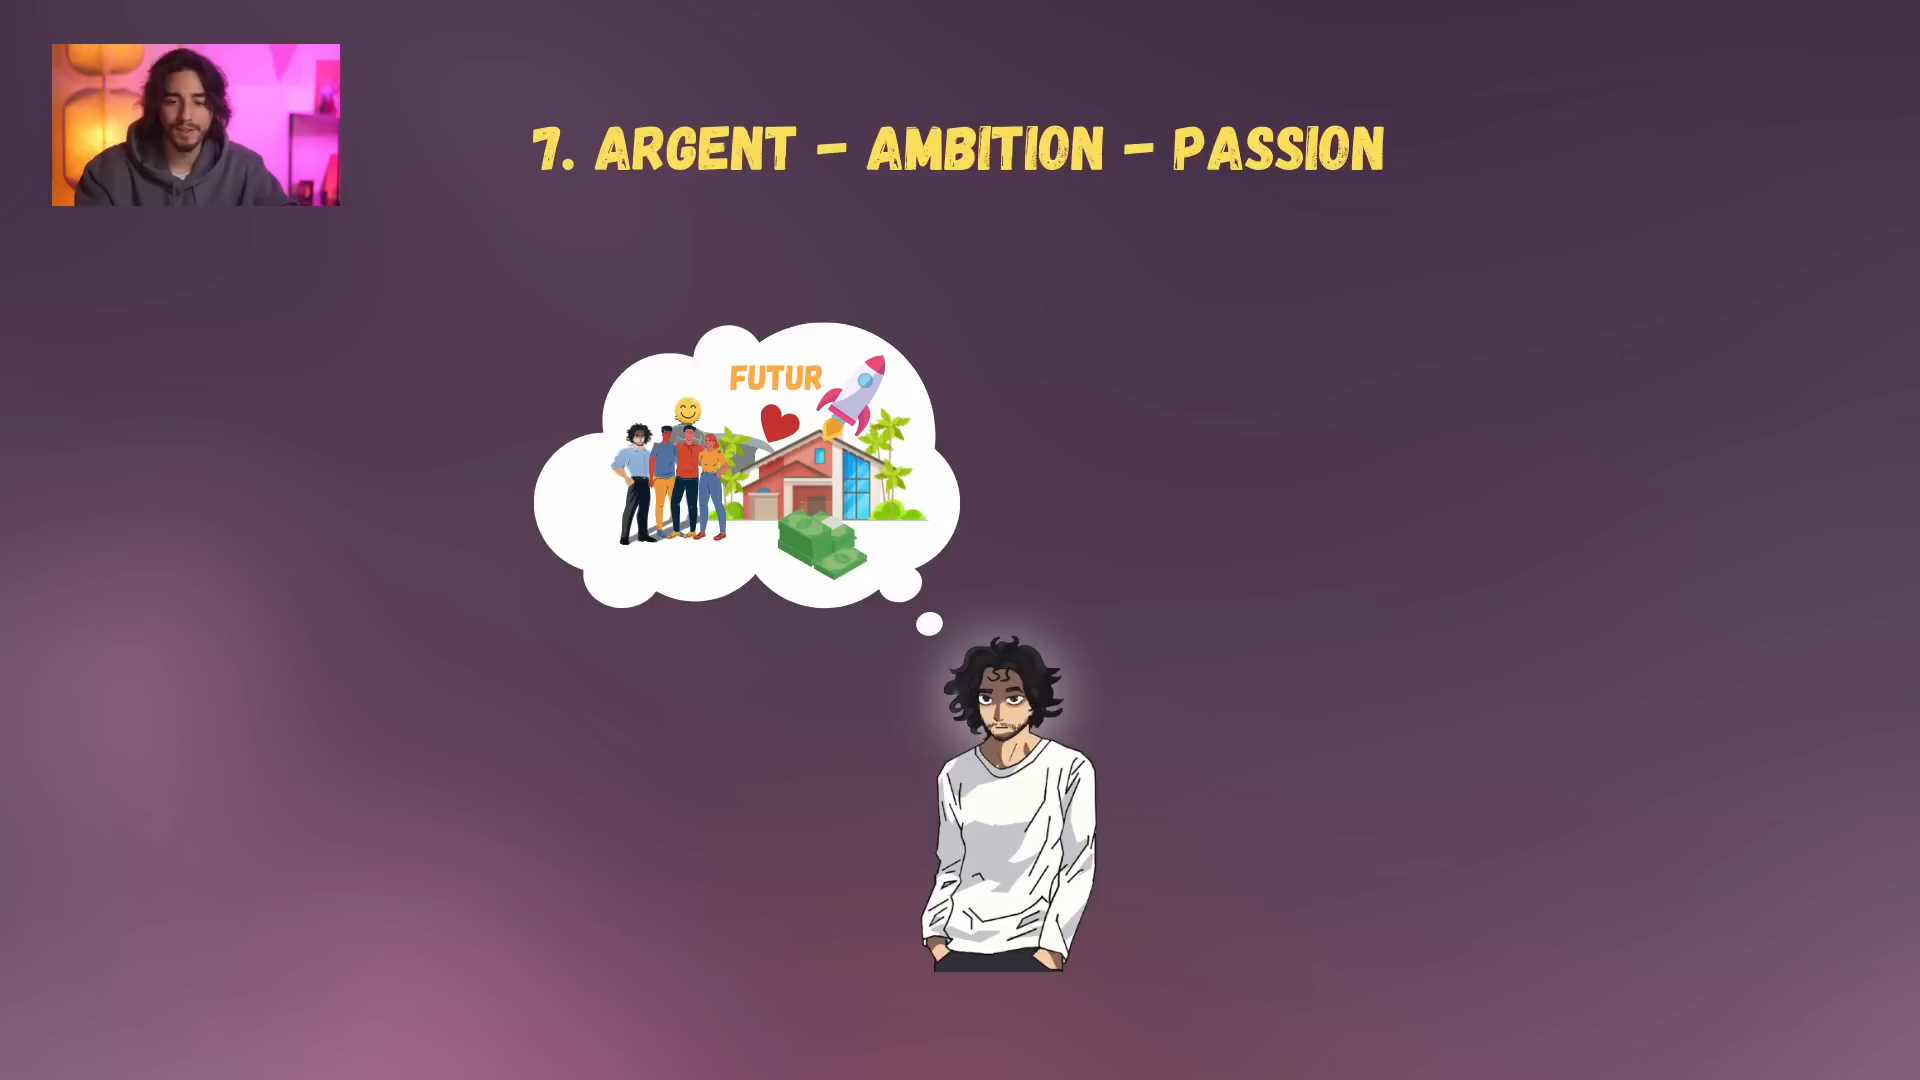 7. ARGENT - AMBITION - PASSION
FUTUR